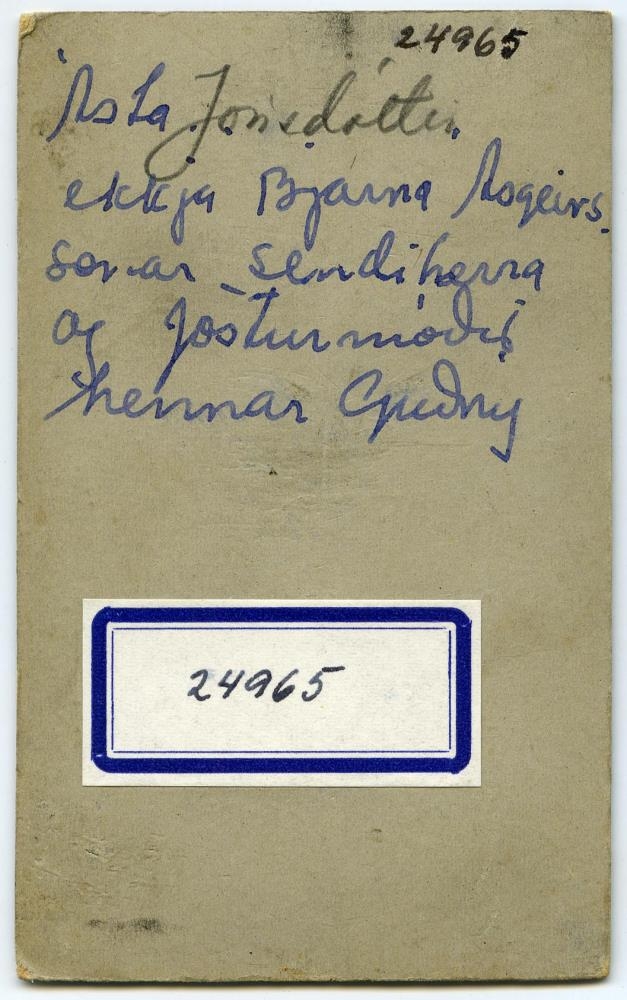 24965
Ásta Jónsdóttir
ekkja Bjarna Ásgeirs
sonar sendiherra
og fósturmóðir
hennar Guðný
24965